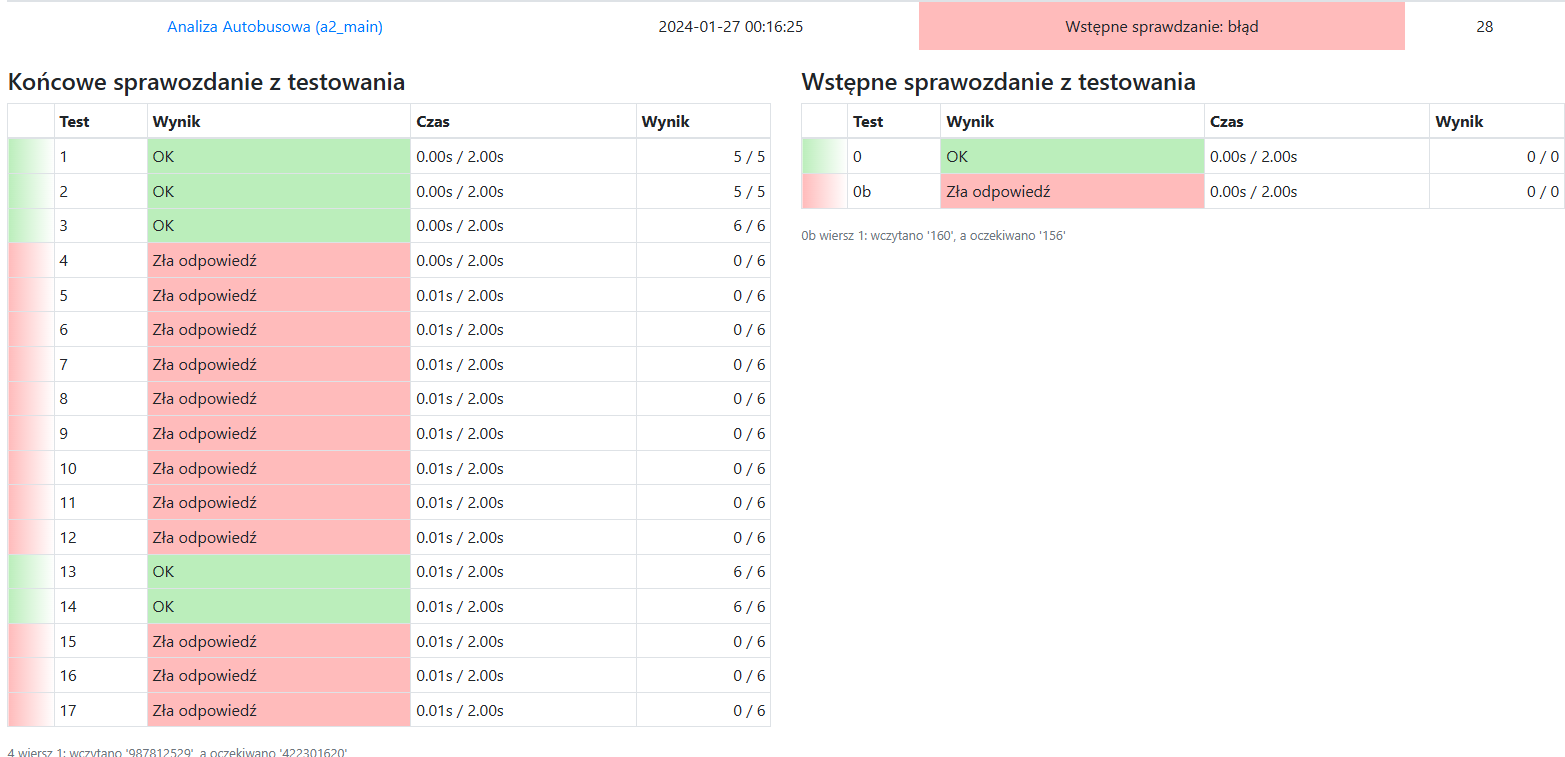 Analiza Autobusowa (a2_main) 2024-01-27 00:16:25 Wstępne sprawdzanie: błąd 28
Końcowe sprawozdanie z testowania
Test Wynik Czas Wynik
1 OK 0.00s / 2.00s 5 / 5
2 OK 0.00s / 2.00s 5 / 5
3 OK 0.00s / 2.00s 6 / 6
4 Zła odpowiedź 0.00s / 2.00s 0 / 6
5 Zła odpowiedź 0.01s / 2.00s 0 / 6
6 Zła odpowiedź 0.01s / 2.00s 0 / 6
7 Zła odpowiedź 0.01s / 2.00s 0 / 6
8 Zła odpowiedź 0.01s / 2.00s 0 / 6
9 Zła odpowiedź 0.01s / 2.00s 0 / 6
10 Zła odpowiedź 0.01s / 2.00s 0 / 6
11 Zła odpowiedź 0.01s / 2.00s 0 / 6
12 Zła odpowiedź 0.01s / 2.00s 0 / 6
13 OK 0.01s / 2.00s 6 / 6
14 OK 0.01s / 2.00s 6 / 6
15 Zła odpowiedź 0.01s / 2.00s 0 / 6
16 Zła odpowiedź 0.01s / 2.00s 0 / 6
17 Zła odpowiedź 0.01s / 2.00s 0 / 6
4 wiersz 1: wczytano '987812529', a oczekiwano '422301620'
Wstępne sprawozdanie z testowania
Test Wynik Czas Wynik
0 OK 0.00s / 2.00s 0 / 0
0b Zła odpowiedź 0.00s / 2.00s 0 / 0
0b wiersz 1: wczytano '160', a oczekiwano '156'